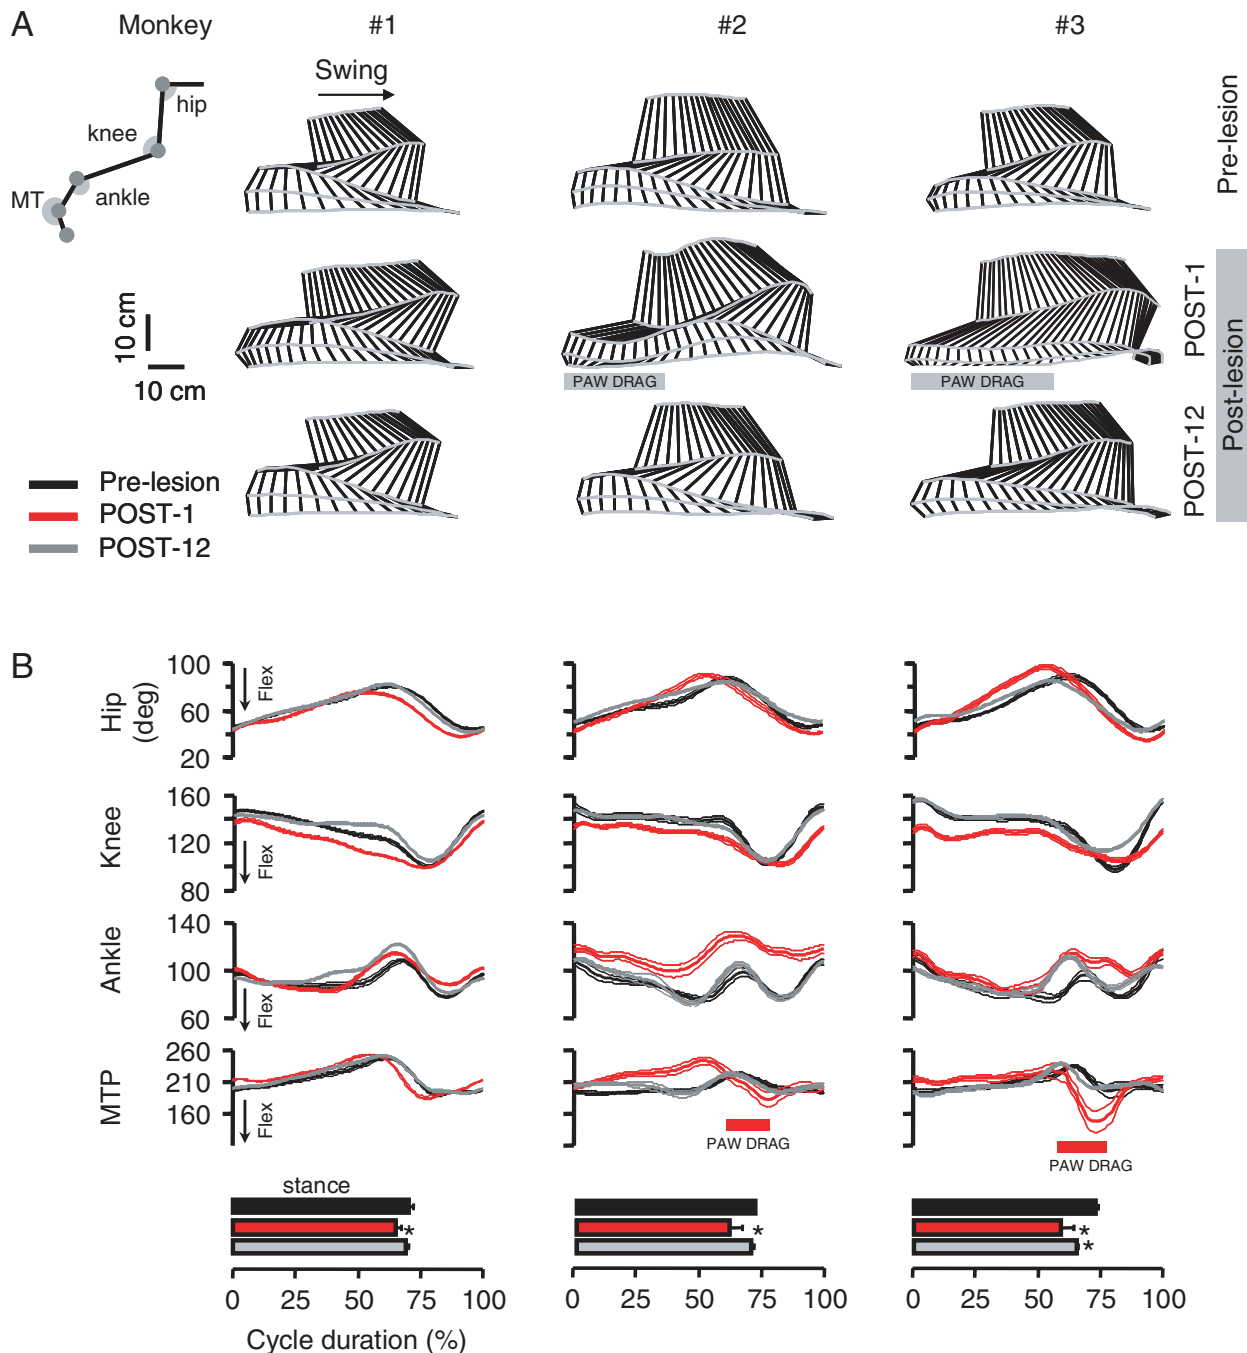 A
Monkey
#1
#2
#3
Swing
hip
knee
MT
ankle
Pre-lesion
10 cm
10 cm
PAW DRAG
PAW DRAG
POST-1
POST-12
Post-lesion
Pre-lesion
POST-1
POST-12
B
Hip
(deg)
100
60
20
Flex
Knee
160
120
80
Flex
Ankle
140
100
60
Flex
MTP
260
210
160
Flex
PAW DRAG
PAW DRAG
stance
*
*
*
*
0 25 50 75 100
0 25 50 75 100
0 25 50 75 100
Cycle duration (%)